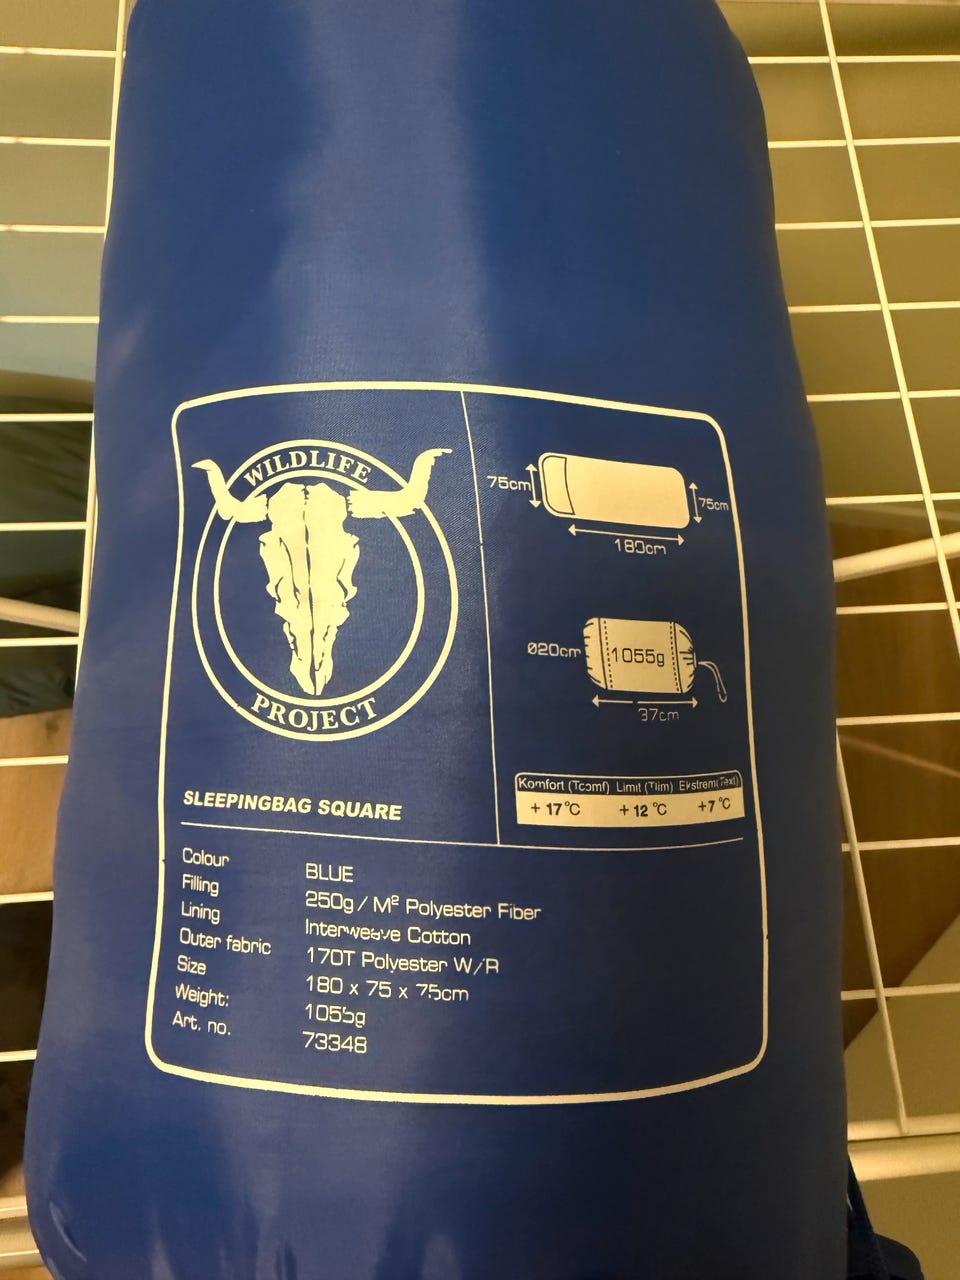 WILDLIFE
PROJECT
75cm
75cm
180cm
Ø20cm
1055g
37cm
Komfort (Tcomf) Limit (Tlim) Ekstrem(Text)
+ 17 °C + 12 °C +7 °C
SLEEPINGBAG SQUARE
Colour BLUE
Filling 250g / M² Polyester Fiber
Lining Interweave Cotton
Outer fabric 170T Polyester W/R
Size 180 x 75 x 75cm
Weight: 1055g
Art. no. 73348